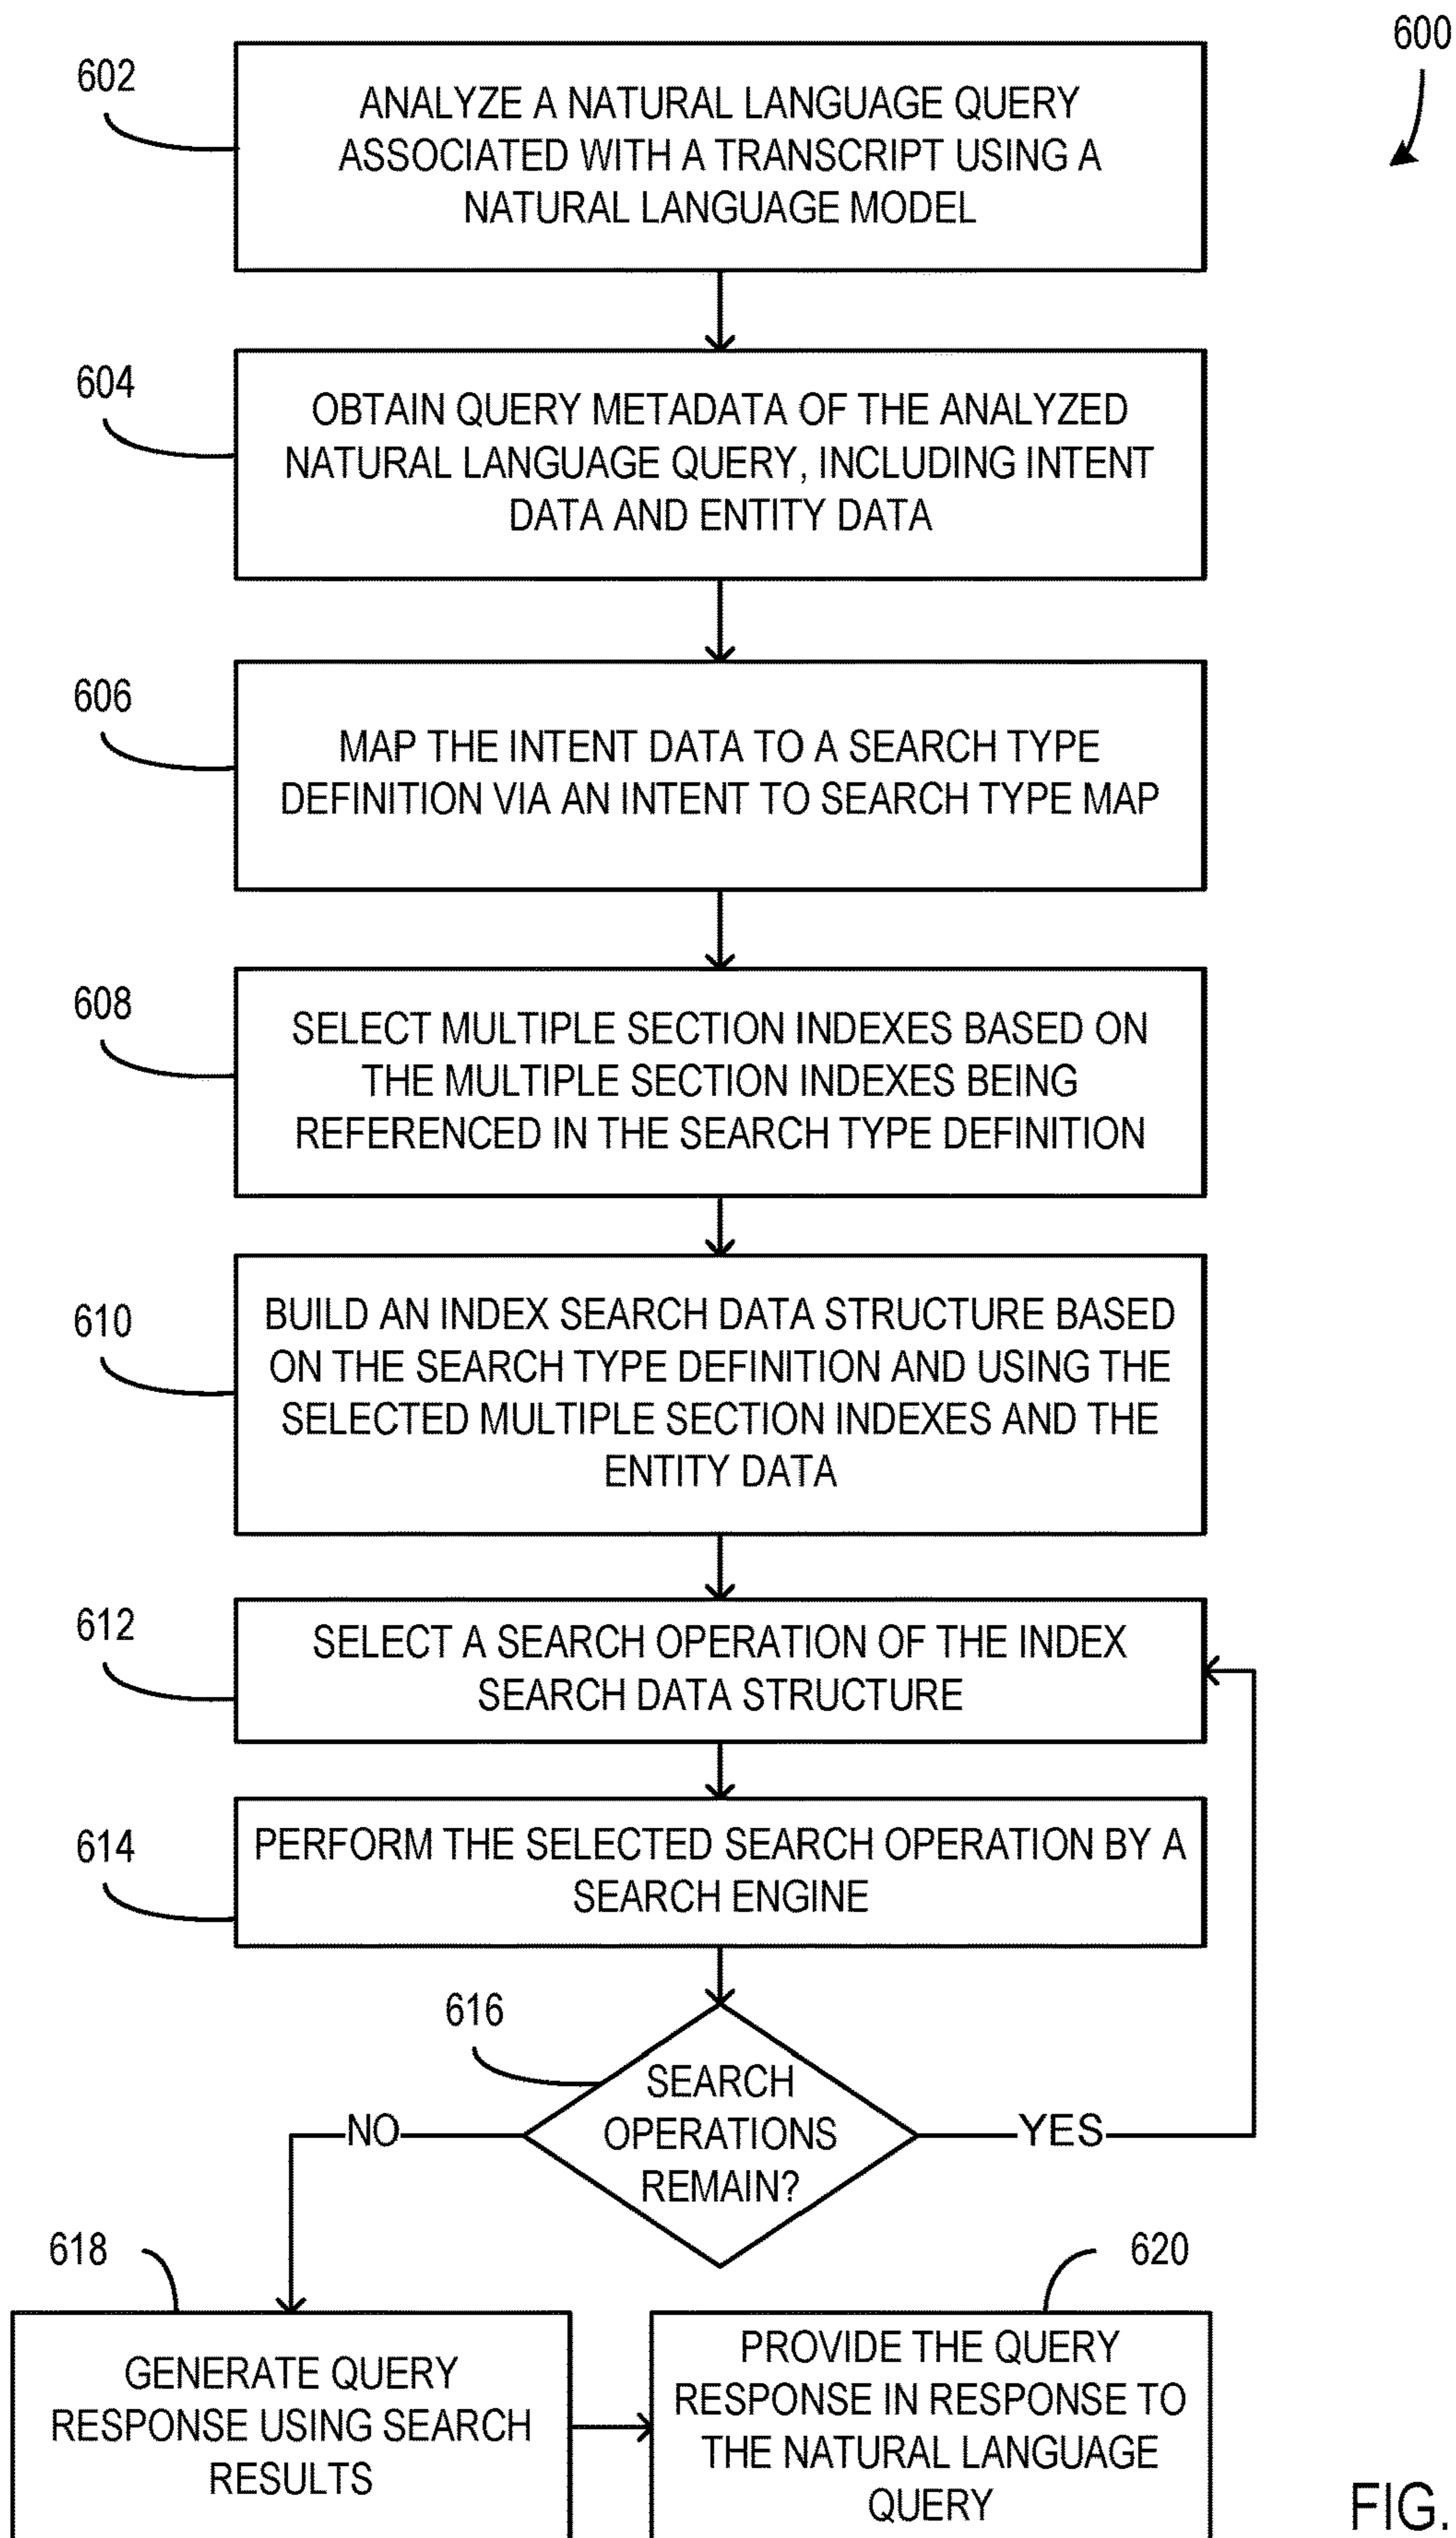 600
602
ANALYZE A NATURAL LANGUAGE QUERY
ASSOCIATED WITH A TRANSCRIPT USING A
NATURAL LANGUAGE MODEL
604
OBTAIN QUERY METADATA OF THE ANALYZED
NATURAL LANGUAGE QUERY, INCLUDING INTENT
DATA AND ENTITY DATA
606
MAP THE INTENT DATA TO A SEARCH TYPE
DEFINITION VIA AN INTENT TO SEARCH TYPE MAP
608
SELECT MULTIPLE SECTION INDEXES BASED ON
THE MULTIPLE SECTION INDEXES BEING
REFERENCED IN THE SEARCH TYPE DEFINITION
610
BUILD AN INDEX SEARCH DATA STRUCTURE BASED
ON THE SEARCH TYPE DEFINITION AND USING THE
SELECTED MULTIPLE SECTION INDEXES AND THE
ENTITY DATA
612
SELECT A SEARCH OPERATION OF THE INDEX
SEARCH DATA STRUCTURE
614
PERFORM THE SELECTED SEARCH OPERATION BY A
SEARCH ENGINE
616
SEARCH
OPERATIONS
REMAIN?
NO
YES
618
GENERATE QUERY
RESPONSE USING SEARCH
RESULTS
620
PROVIDE THE QUERY
RESPONSE IN RESPONSE TO
THE NATURAL LANGUAGE
QUERY
FIG.